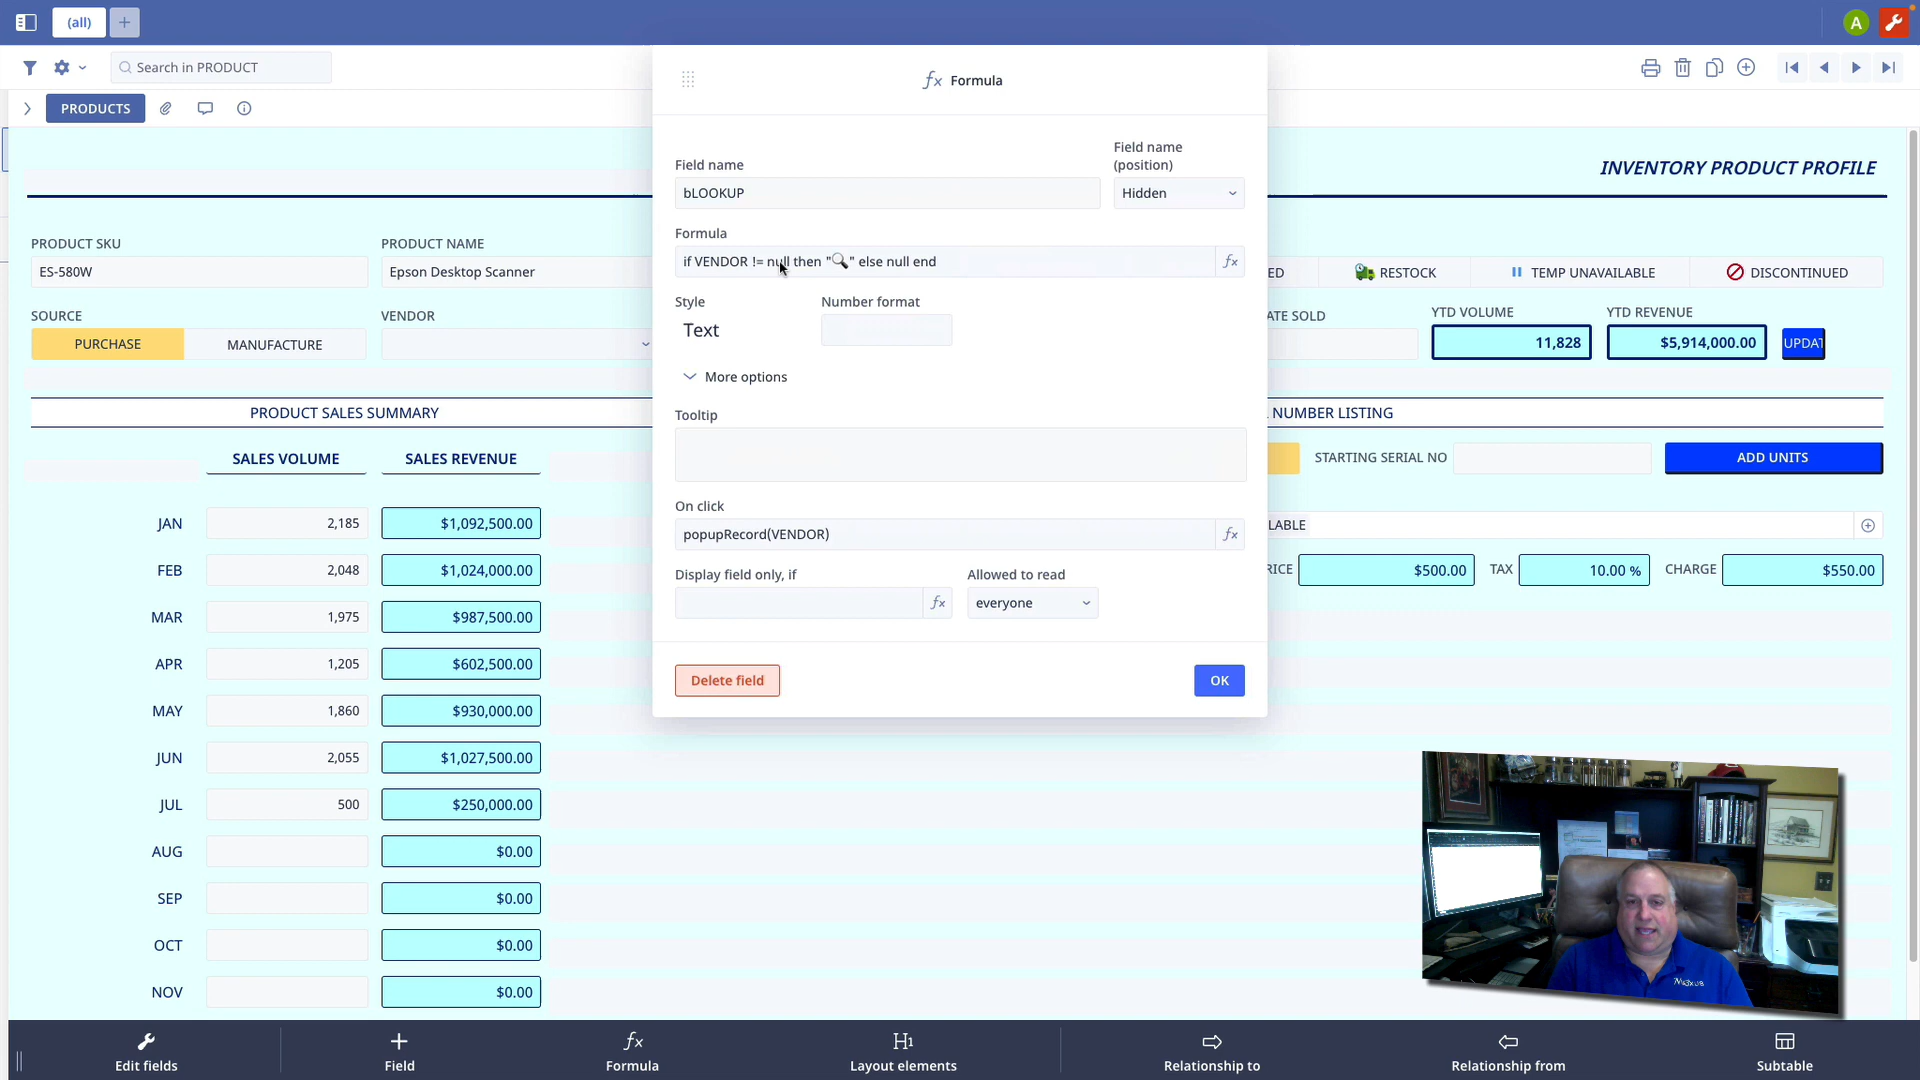 (all)
+
A
Search in PRODUCT
fx Formula
PRODUCTS
INVENTORY PRODUCT PROFILE
Field name
Field name
(position)
bLOOKUP
Hidden
Formula
if VENDOR != null then "🔍" else null end
fx
PRODUCT SKU
PRODUCT NAME
ES-580W
Epson Desktop Scanner
ED
RESTOCK
TEMP UNAVAILABLE
DISCONTINUED
Style
Number format
Text
SOURCE
VENDOR
PURCHASE
MANUFACTURE
ATE SOLD
YTD VOLUME
YTD REVENUE
11,828
$5,914,000.00
UPDAT
More options
Tooltip
PRODUCT SALES SUMMARY
NUMBER LISTING
SALES VOLUME
SALES REVENUE
STARTING SERIAL NO
ADD UNITS
On click
popupRecord(VENDOR)
fx
LABLE
Display field only, if
Allowed to read
fx
everyone
RICE
$500.00
TAX
10.00 %
CHARGE
$550.00
Delete field
OK
JAN
2,185
$1,092,500.00
FEB
2,048
$1,024,000.00
MAR
1,975
$987,500.00
APR
1,205
$602,500.00
MAY
1,860
$930,000.00
JUN
2,055
$1,027,500.00
JUL
500
$250,000.00
AUG
$0.00
SEP
$0.00
OCT
$0.00
NOV
$0.00
Edit fields
Field
fx
Formula
H1
Layout elements
Relationship to
Relationship from
Subtable